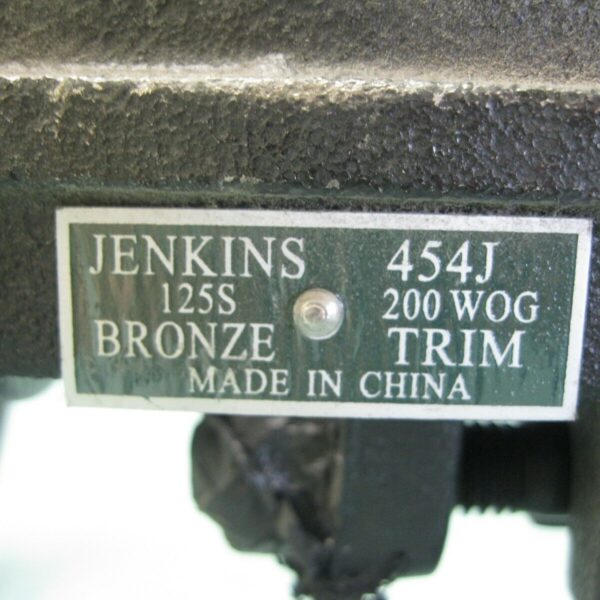 JENKINS 454J
125S 200 WOG
BRONZE TRIM
MADE IN CHINA